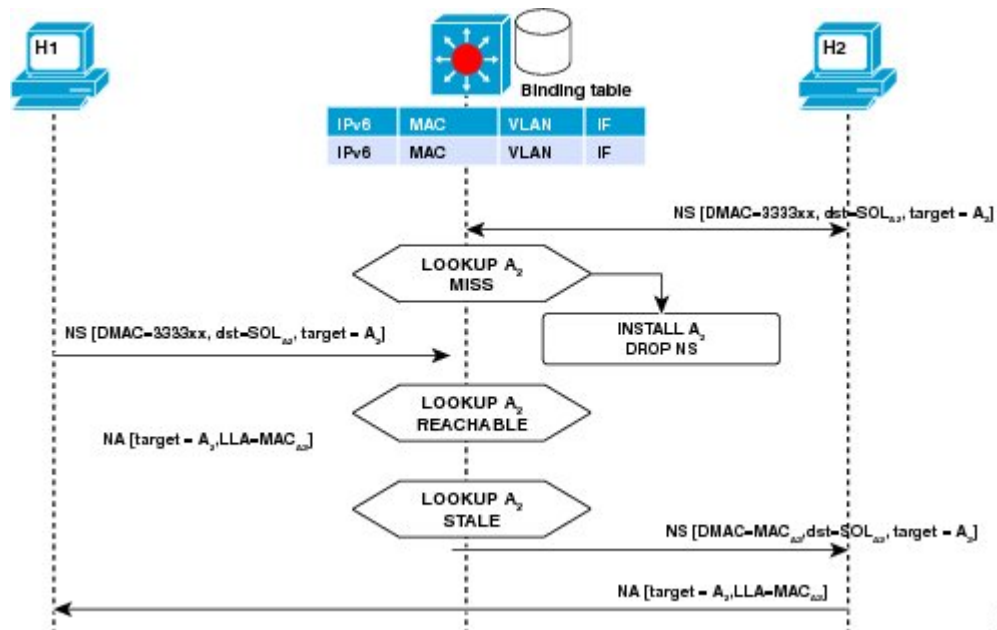 H1
H2
Binding table
IPv6 MAC VLAN IF
IPv6 MAC VLAN IF
NS [DMAC=3333xx, dst=SOLA2, target = A2]
LOOKUP A2
MISS
NS [DMAC=3333xx, dst=SOLA2, target = A2]
INSTALL A2
DROP NS
LOOKUP A2
REACHABLE
NA [target = A2,LLA=MACA2]
LOOKUP A2
STALE
NS [DMAC=MACA2,dst=SOLA2, target = A2]
NA [target = A2,LLA=MACA2]